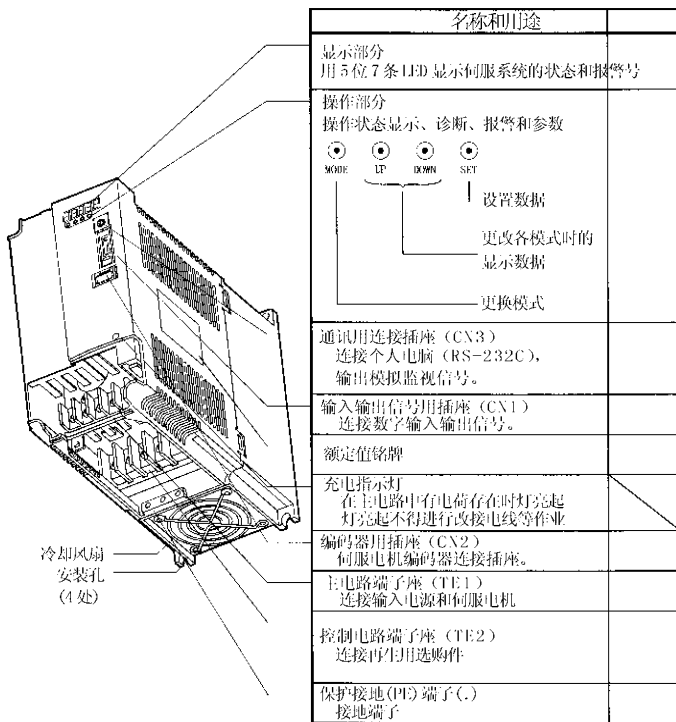 名称和用途
显示部分
用5位7条LED显示伺服系统的状态和报警号
操作部分
操作状态显示、诊断、报警和参数
MODE UP DOWN SET
设置数据
更改各模式时的
显示数据
更换模式
通讯用连接插座（CN3）
连接个人电脑（RS-232C），
输出模拟监视信号。
输入输出信号用插座（CN1）
连接数字输入输出信号。
额定值铭牌
充电指示灯
在主电路中有电荷存在时灯亮起
灯亮起不得进行改接电线等作业
编码器用插座（CN2）
伺服电机编码器连接插座。
主电路端子座（TE1）
连接输入电源和伺服电机
控制电路端子座（TE2）
连接再生用选购件
保护接地(PE)端子(.)
接地端子
冷却风扇
安装孔
(4处)